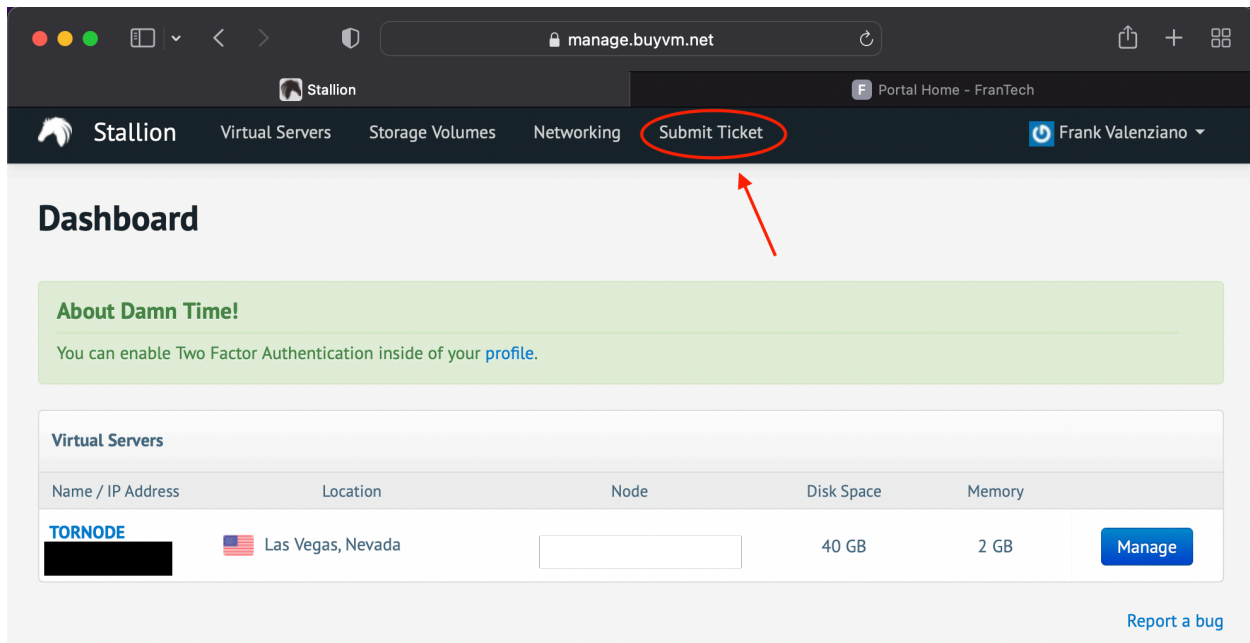 manage.buyvm.net
Stallion
F Portal Home - FranTech
Stallion Virtual Servers Storage Volumes Networking Submit Ticket Frank Valenziano
Dashboard
About Damn Time!
You can enable Two Factor Authentication inside of your profile.
Virtual Servers
Name / IP Address Location Node Disk Space Memory
TORNODE
Las Vegas, Nevada 40 GB 2 GB Manage
Report a bug